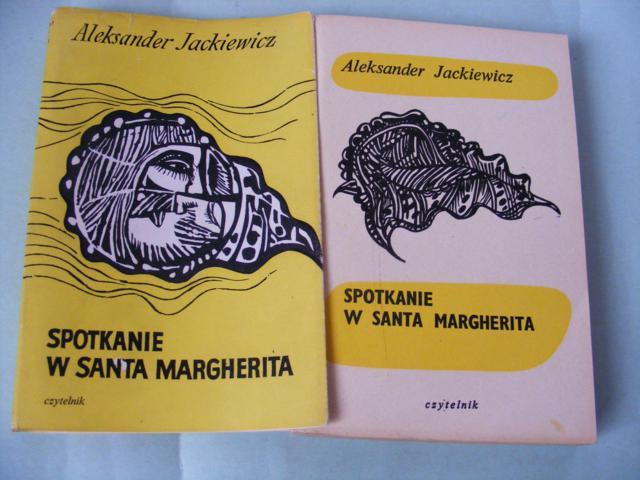 Aleksander Jackiewicz
SPOTKANIE
W SANTA MARGHERITA
czytelnik
Aleksander Jackiewicz
SPOTKANIE
W SANTA MARGHERITA
czytelnik